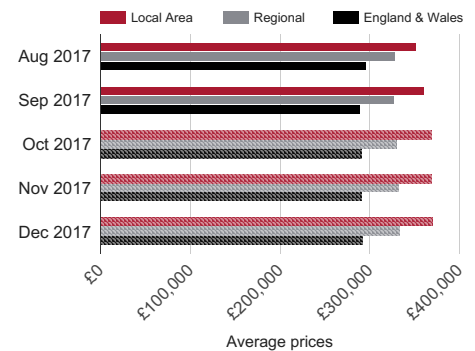 Local Area Regional England & Wales
Aug 2017
Sep 2017
Oct 2017
Nov 2017
Dec 2017
£0 £100,000 £200,000 £300,000 £400,000
Average prices